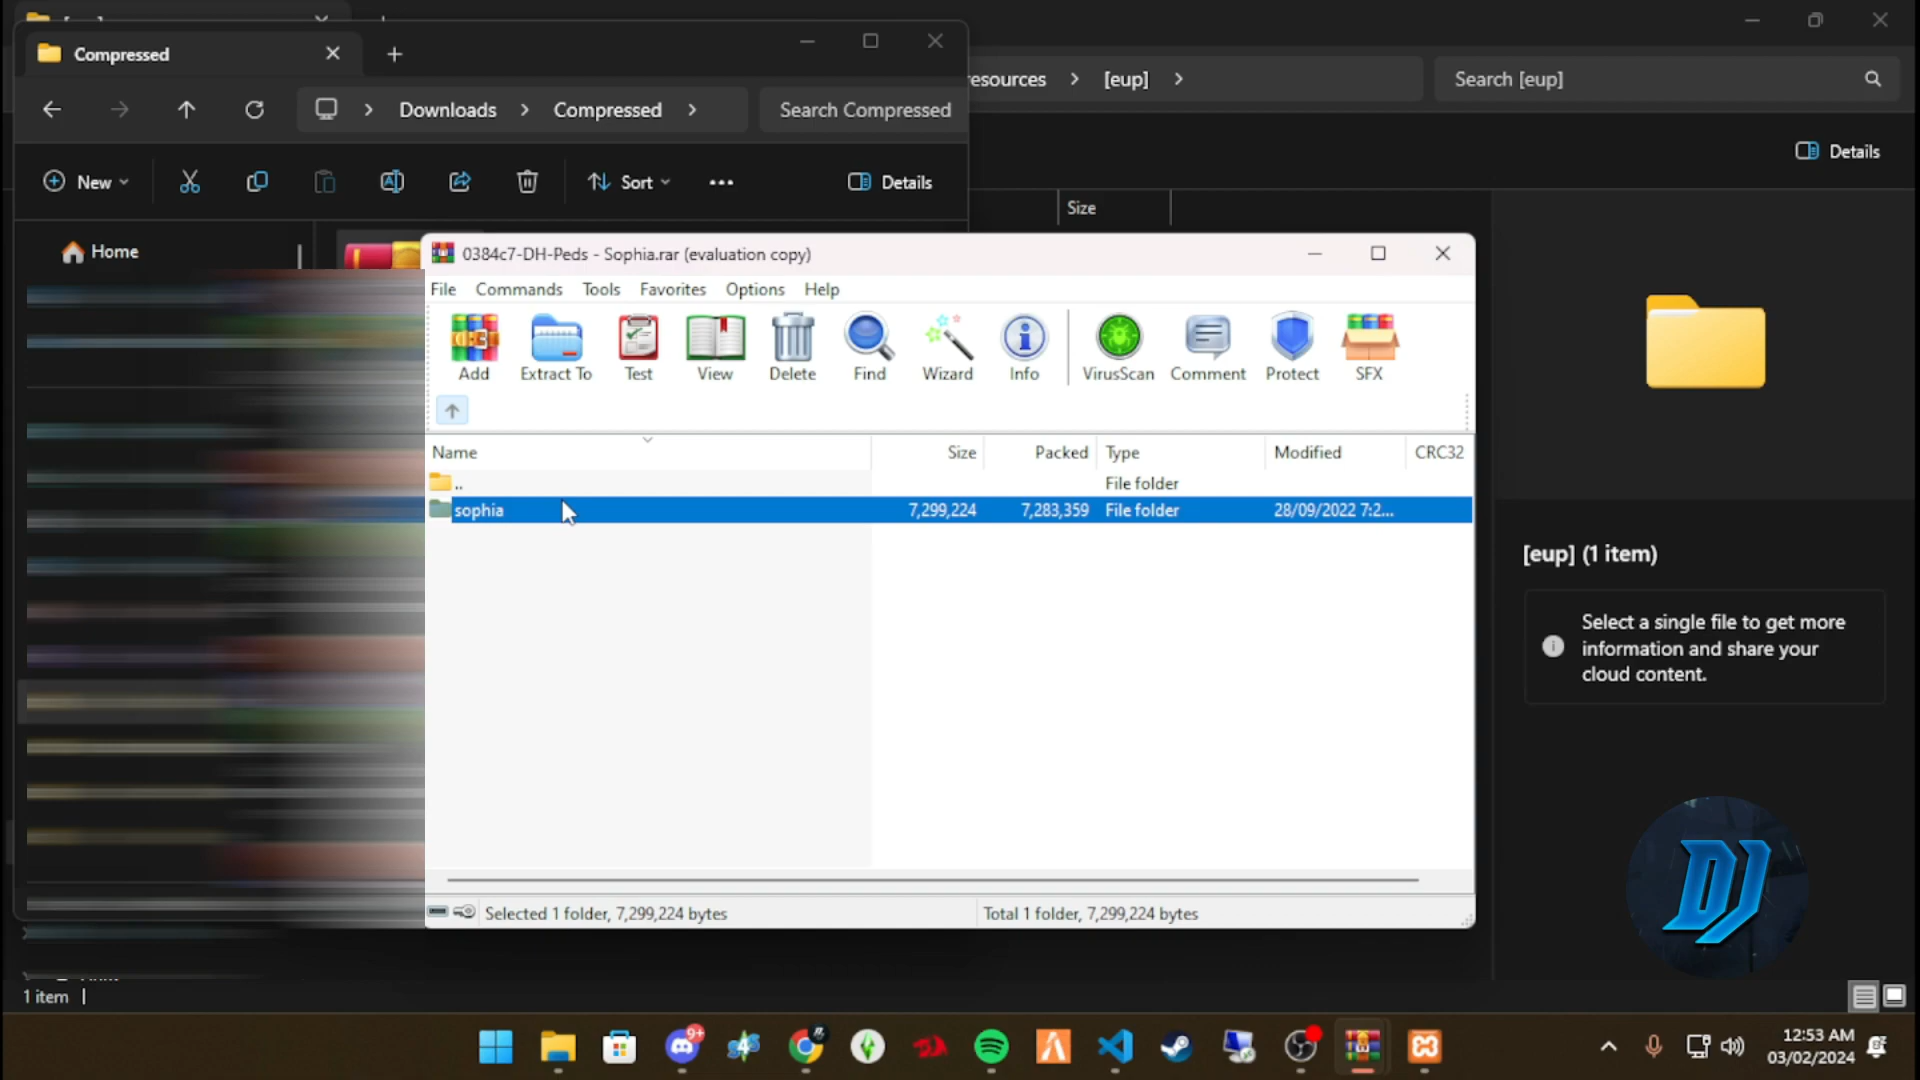 Compressed
Downloads
Compressed
Search Compressed
resources
[eup]
Search [eup]
New
Sort
Details
Details
Size
Home
0384c7-DH-Peds - Sophia.rar (evaluation copy)
File Commands Tools Favorites Options Help
Add Extract To Test View Delete Find Wizard Info VirusScan Comment Protect SFX
Name Size Packed Type Modified CRC32
.. File folder
sophia 7,299,224 7,283,359 File folder 28/09/2022 7:2...
[eup] (1 item)
Select a single file to get more
information and share your
cloud content.
Selected 1 folder, 7,299,224 bytes
Total 1 folder, 7,299,224 bytes
DJ
1 item
9+
12:53 AM
03/02/2024